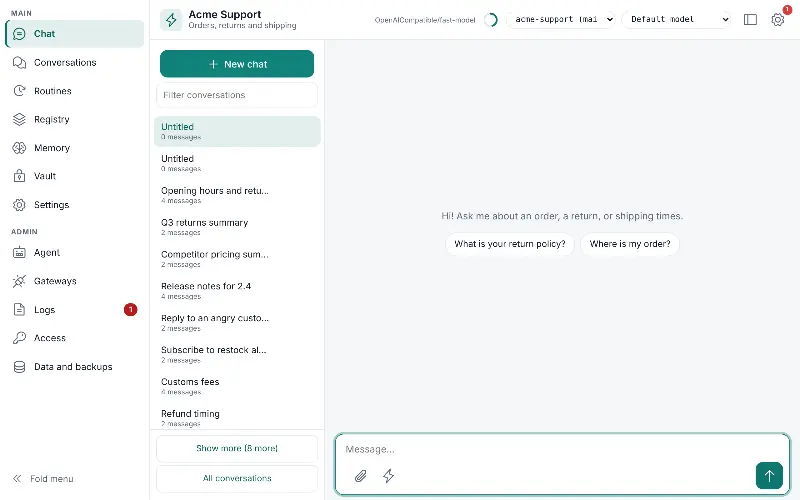 MAIN
Chat
Conversations
Routines
Registry
Memory
Vault
Settings
ADMIN
Agent
Gateways
Logs
1
Access
Data and backups
Fold menu
Acme Support
Orders, returns and shipping
OpenAICompatible/fast-model
acme-support (mai
Default model
1
New chat
Filter conversations
Untitled
0 messages
Untitled
0 messages
Opening hours and retu...
4 messages
Q3 returns summary
2 messages
Competitor pricing sum...
2 messages
Release notes for 2.4
4 messages
Reply to an angry custo...
2 messages
Subscribe to restock al...
2 messages
Customs fees
4 messages
Refund timing
2 messages
Show more (8 more)
All conversations
Hi! Ask me about an order, a return, or shipping times.
What is your return policy?
Where is my order?
Message...